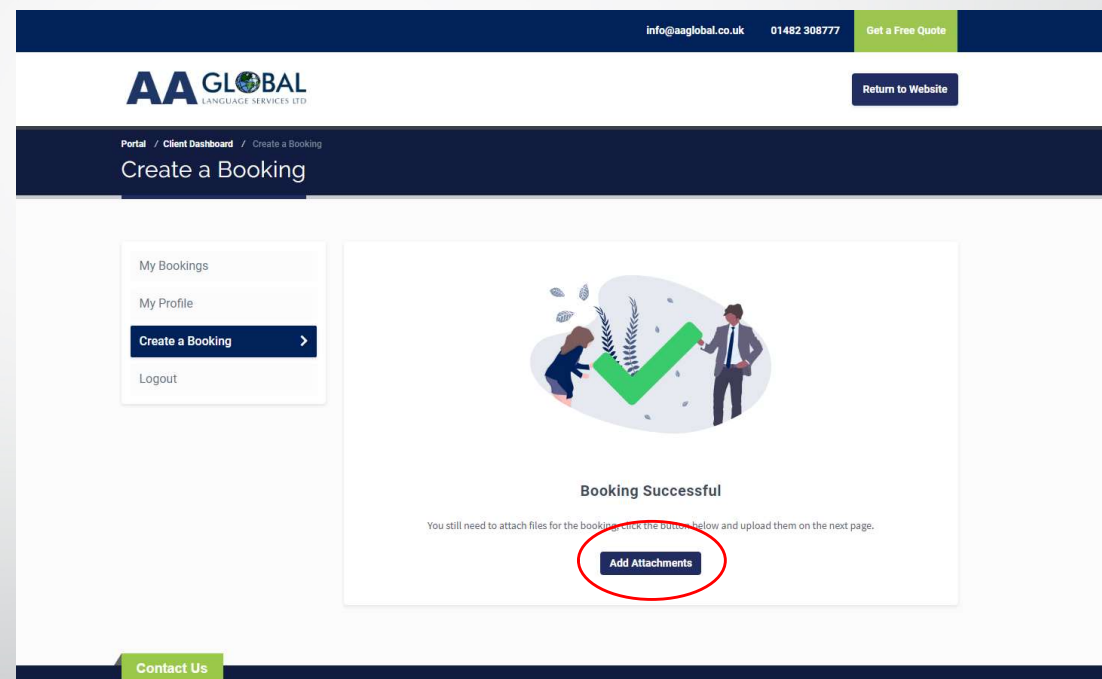 info@aaglobal.co.uk 01482 308777 Get a Free Quote
AA GLOBAL
LANGUAGE SERVICES LTD
Return to Website
Portal / Client Dashboard / Create a Booking
Create a Booking
My Bookings
My Profile
Create a Booking
Logout
Booking Successful
You still need to attach files for the booking, click the button below and upload them on the next page.
Add Attachments
Contact Us